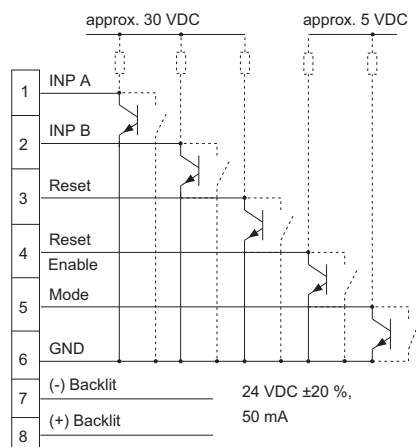 approx. 30 VDC
approx. 5 VDC
1
INP A
2
INP B
3
Reset
4
Reset
Enable
5
Mode
6
GND
7
(-) Backlit
24 VDC ±20 %,
50 mA
8
(+) Backlit